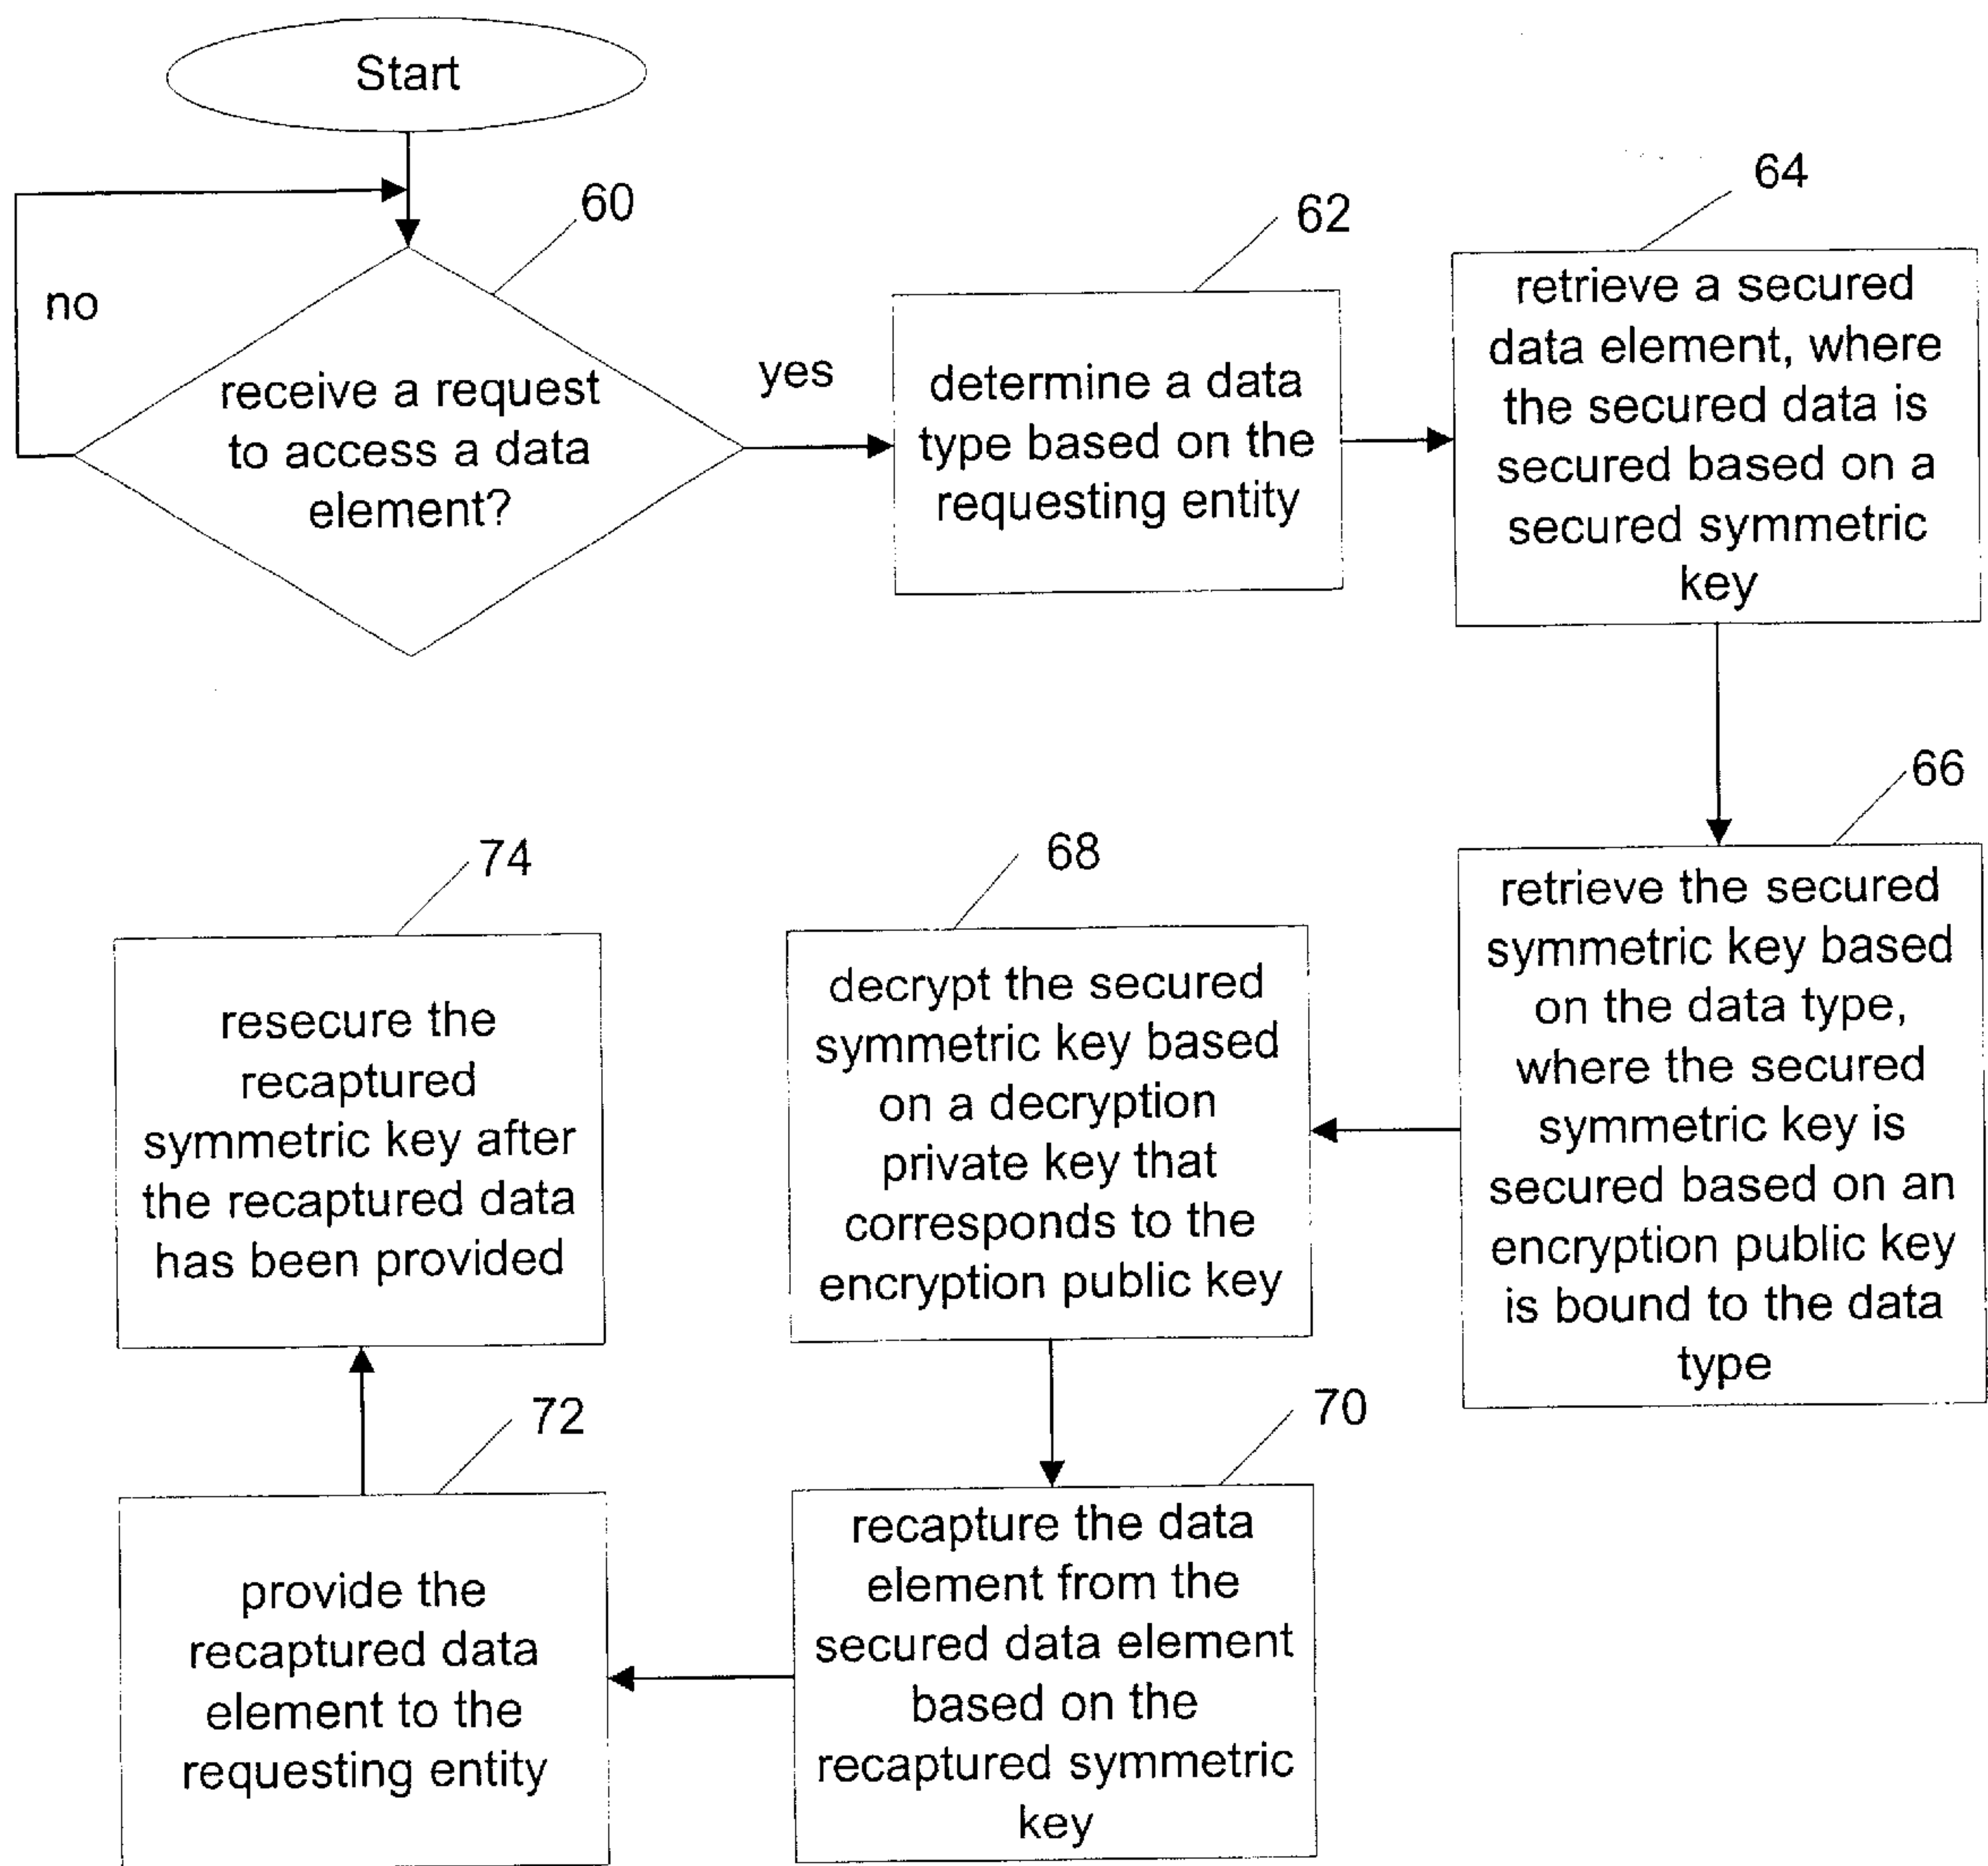 Start
60
no
receive a request
to access a data
element?
yes
62
determine a data
type based on the
requesting entity
64
retrieve a secured
data element, where
the secured data is
secured based on a
secured symmetric
key
66
retrieve the secured
symmetric key based
on the data type,
where the secured
symmetric key is
secured based on an
encryption public key
is bound to the data
type
68
decrypt the secured
symmetric key based
on a decryption
private key that
corresponds to the
encryption public key
70
recapture the data
element from the
secured data element
based on the
recaptured symmetric
key
72
provide the
recaptured data
element to the
requesting entity
74
resecure the
recaptured
symmetric key after
the recaptured data
has been provided